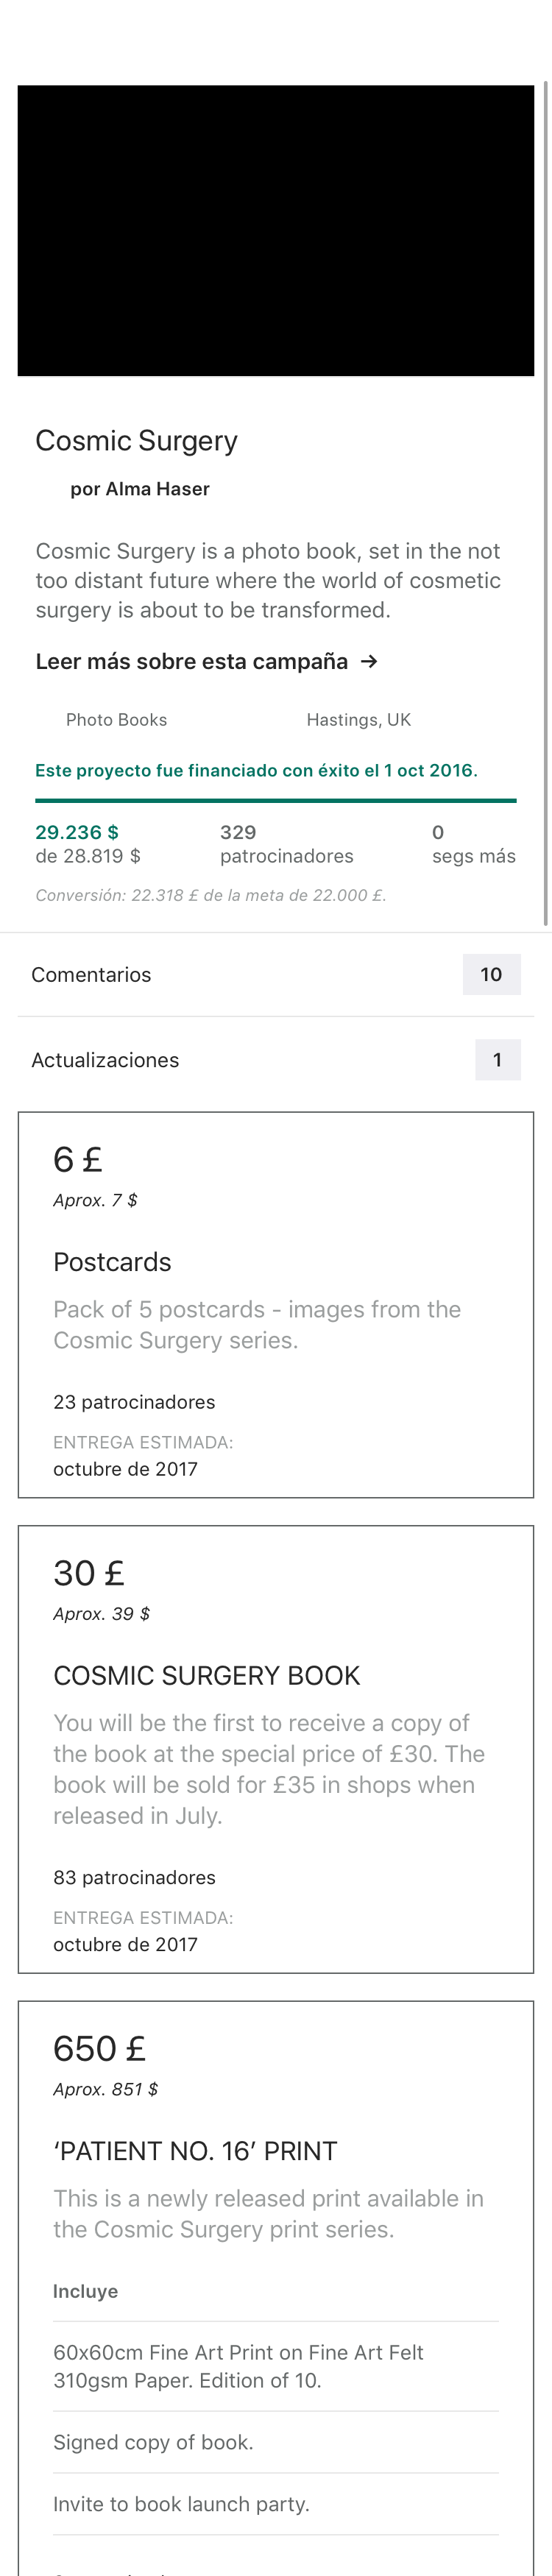 Cosmic Surgery
por Alma Haser
Cosmic Surgery is a photo book, set in the not
too distant future where the world of cosmetic
surgery is about to be transformed.
Leer más sobre esta campaña →
Photo Books
Hastings, UK
Este proyecto fue financiado con éxito el 1 oct 2016.
29.236 $
de 28.819 $
329
patrocinadores
0
segs más
Conversión: 22.318 £ de la meta de 22.000 £.
Comentarios
10
Actualizaciones
1
6 £
Aprox. 7 $
Postcards
Pack of 5 postcards - images from the
Cosmic Surgery series.
23 patrocinadores
ENTREGA ESTIMADA:
octubre de 2017
30 £
Aprox. 39 $
COSMIC SURGERY BOOK
You will be the first to receive a copy of
the book at the special price of £30. The
book will be sold for £35 in shops when
released in July.
83 patrocinadores
ENTREGA ESTIMADA:
octubre de 2017
650 £
Aprox. 851 $
‘PATIENT NO. 16’ PRINT
This is a newly released print available in
the Cosmic Surgery print series.
Incluye
60x60cm Fine Art Print on Fine Art Felt
310gsm Paper. Edition of 10.
Signed copy of book.
Invite to book launch party.